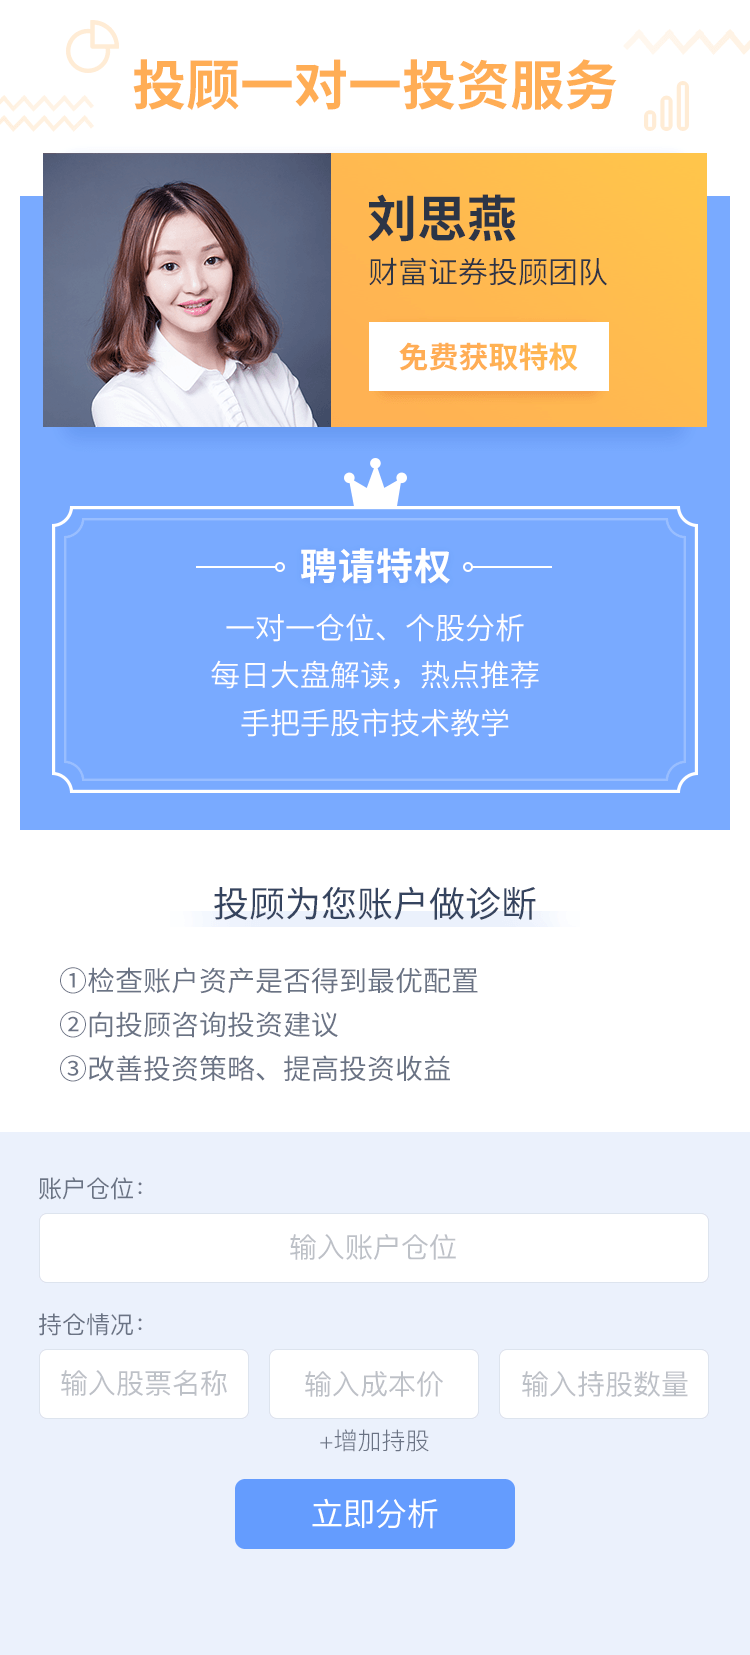 投顾一对一投资服务
刘思燕
财富证券投顾团队
免费获取特权
聘请特权
一对一仓位、个股分析
每日大盘解读，热点推荐
手把手股市技术教学
投顾为您账户做诊断
①检查账户资产是否得到最优配置
②向投顾咨询投资建议
③改善投资策略、提高投资收益
账户仓位：
输入账户仓位
持仓情况：
输入股票名称 输入成本价 输入持股数量
+增加持股
立即分析